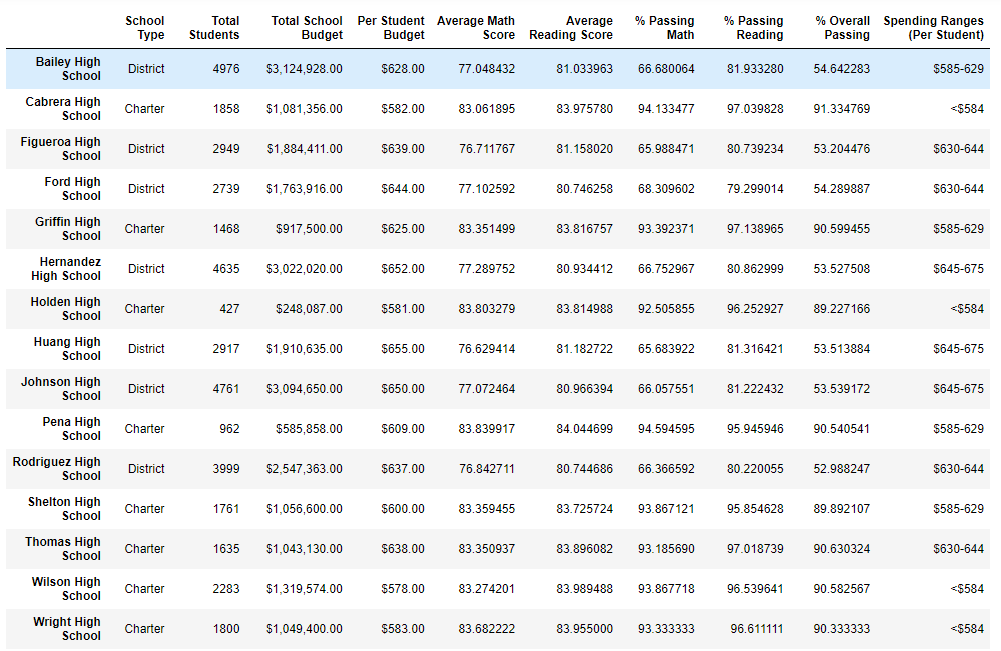 School Type Total Students Total School Budget Per Student Budget Average Math Score Average Reading Score % Passing Math % Passing Reading % Overall Passing Spending Ranges (Per Student)
Bailey High School District 4976 $3,124,928.00 $628.00 77.048432 81.033963 66.680064 81.933280 54.642283 $585-629
Cabrera High School Charter 1858 $1,081,356.00 $582.00 83.061895 83.975780 94.133477 97.039828 91.334769 <$584
Figueroa High School District 2949 $1,884,411.00 $639.00 76.711767 81.158020 65.988471 80.739234 53.204476 $630-644
Ford High School District 2739 $1,763,916.00 $644.00 77.102592 80.746258 68.309602 79.299014 54.289887 $630-644
Griffin High School Charter 1468 $917,500.00 $625.00 83.351499 83.816757 93.392371 97.138965 90.599455 $585-629
Hernandez High School District 4635 $3,022,020.00 $652.00 77.289752 80.934412 66.752967 80.862999 53.527508 $645-675
Holden High School Charter 427 $248,087.00 $581.00 83.803279 83.814988 92.505855 96.252927 89.227166 <$584
Huang High School District 2917 $1,910,635.00 $655.00 76.629414 81.182722 65.683922 81.316421 53.513884 $645-675
Johnson High School District 4761 $3,094,650.00 $650.00 77.072464 80.966394 66.057551 81.222432 53.539172 $645-675
Pena High School Charter 962 $585,858.00 $609.00 83.839917 84.044699 94.594595 95.945946 90.540541 $585-629
Rodriguez High School District 3999 $2,547,363.00 $637.00 76.842711 80.744686 66.366592 80.220055 52.988247 $630-644
Shelton High School Charter 1761 $1,056,600.00 $600.00 83.359455 83.725724 93.867121 95.854628 89.892107 $585-629
Thomas High School Charter 1635 $1,043,130.00 $638.00 83.350937 83.896082 93.185690 97.018739 90.630324 $630-644
Wilson High School Charter 2283 $1,319,574.00 $578.00 83.274201 83.989488 93.867718 96.539641 90.582567 <$584
Wright High School Charter 1800 $1,049,400.00 $583.00 83.682222 83.955000 93.333333 96.611111 90.333333 <$584